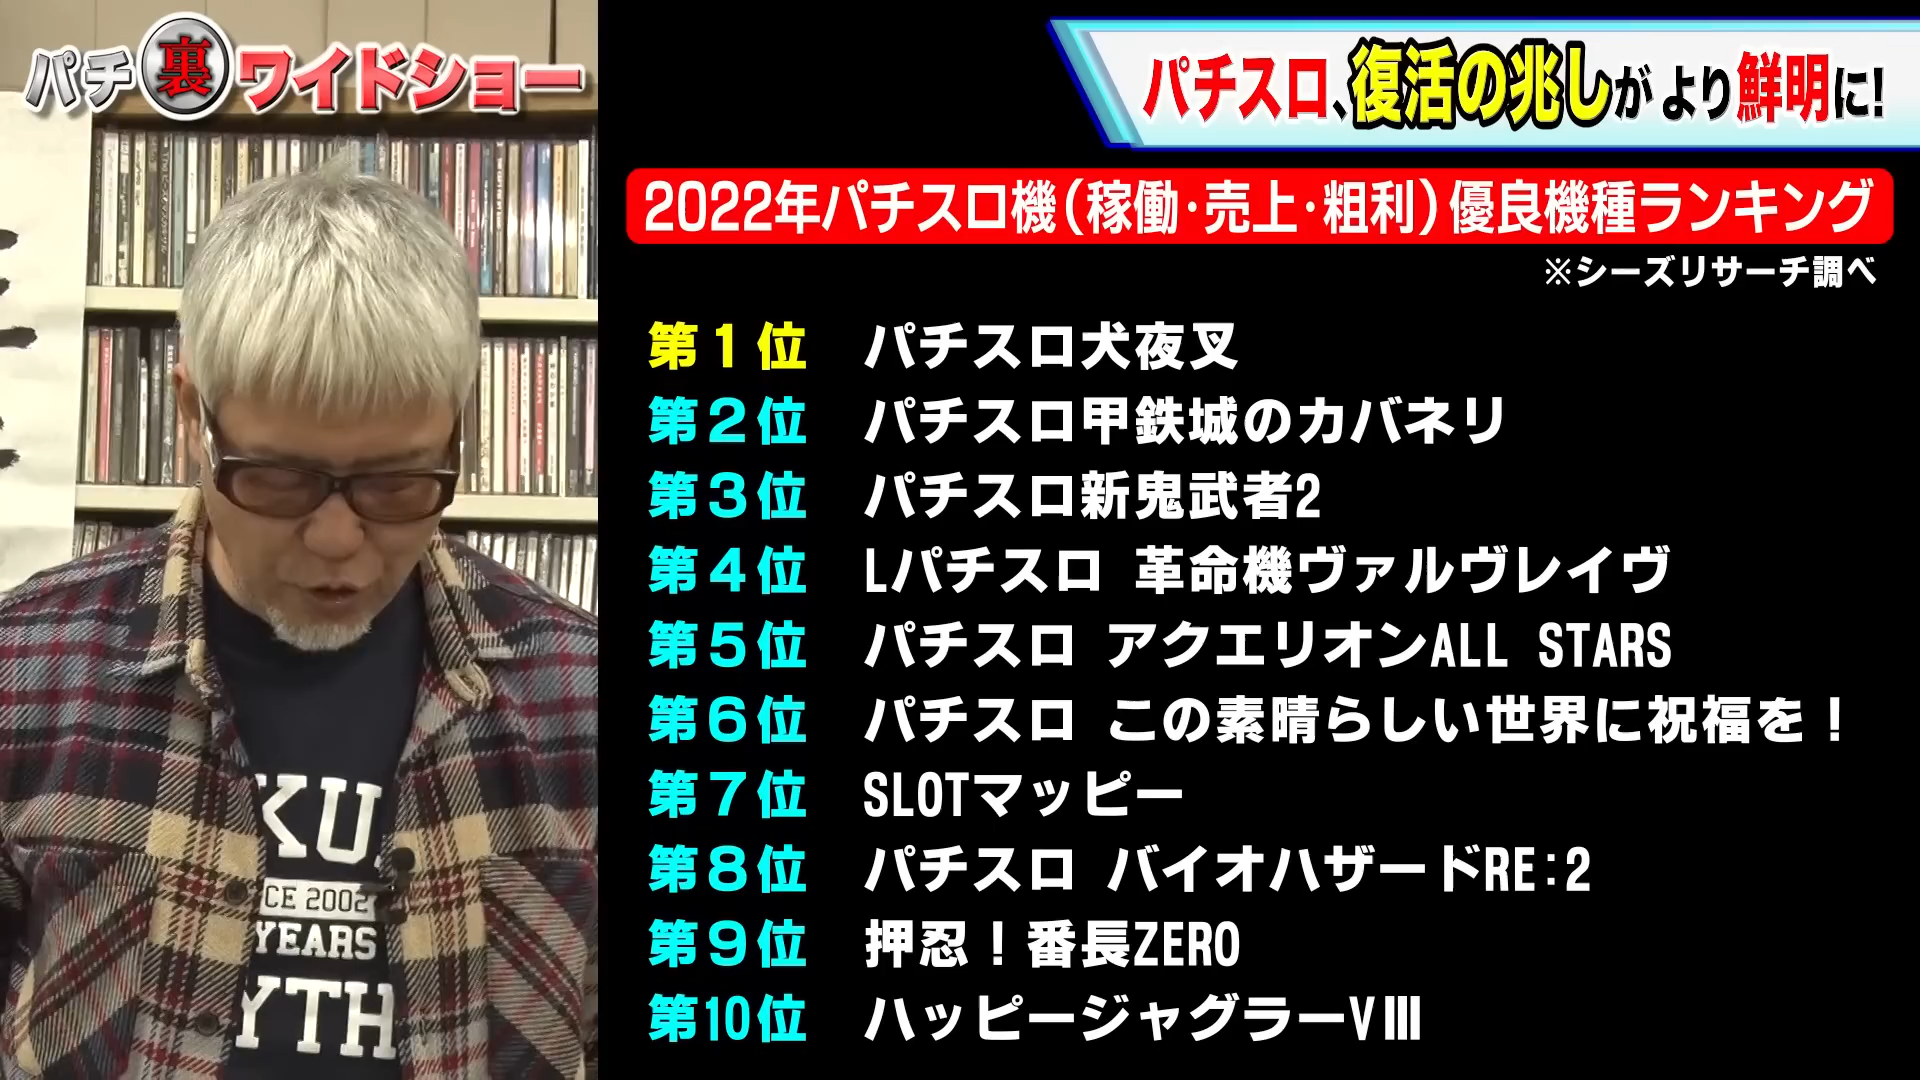 パチ裏ワイドショー
パチスロ、復活の兆しがより鮮明に!
2022年パチスロ機(稼働・売上・粗利)優良機種ランキング
※シーズリサーチ調べ
第1位 パチスロ犬夜叉
第2位 パチスロ甲鉄城のカバネリ
第3位 パチスロ新鬼武者2
第4位 Lパチスロ 革命機ヴァルヴレイヴ
第5位 パチスロ アクエリオンALL STARS
第6位 パチスロ この素晴らしい世界に祝福を!
第7位 SLOTマッピー
第8位 パチスロ バイオハザードRE:2
第9位 押忍!番長ZERO
第10位 ハッピージャグラーVⅢ
KU
CE 2002
YEARS
YTH